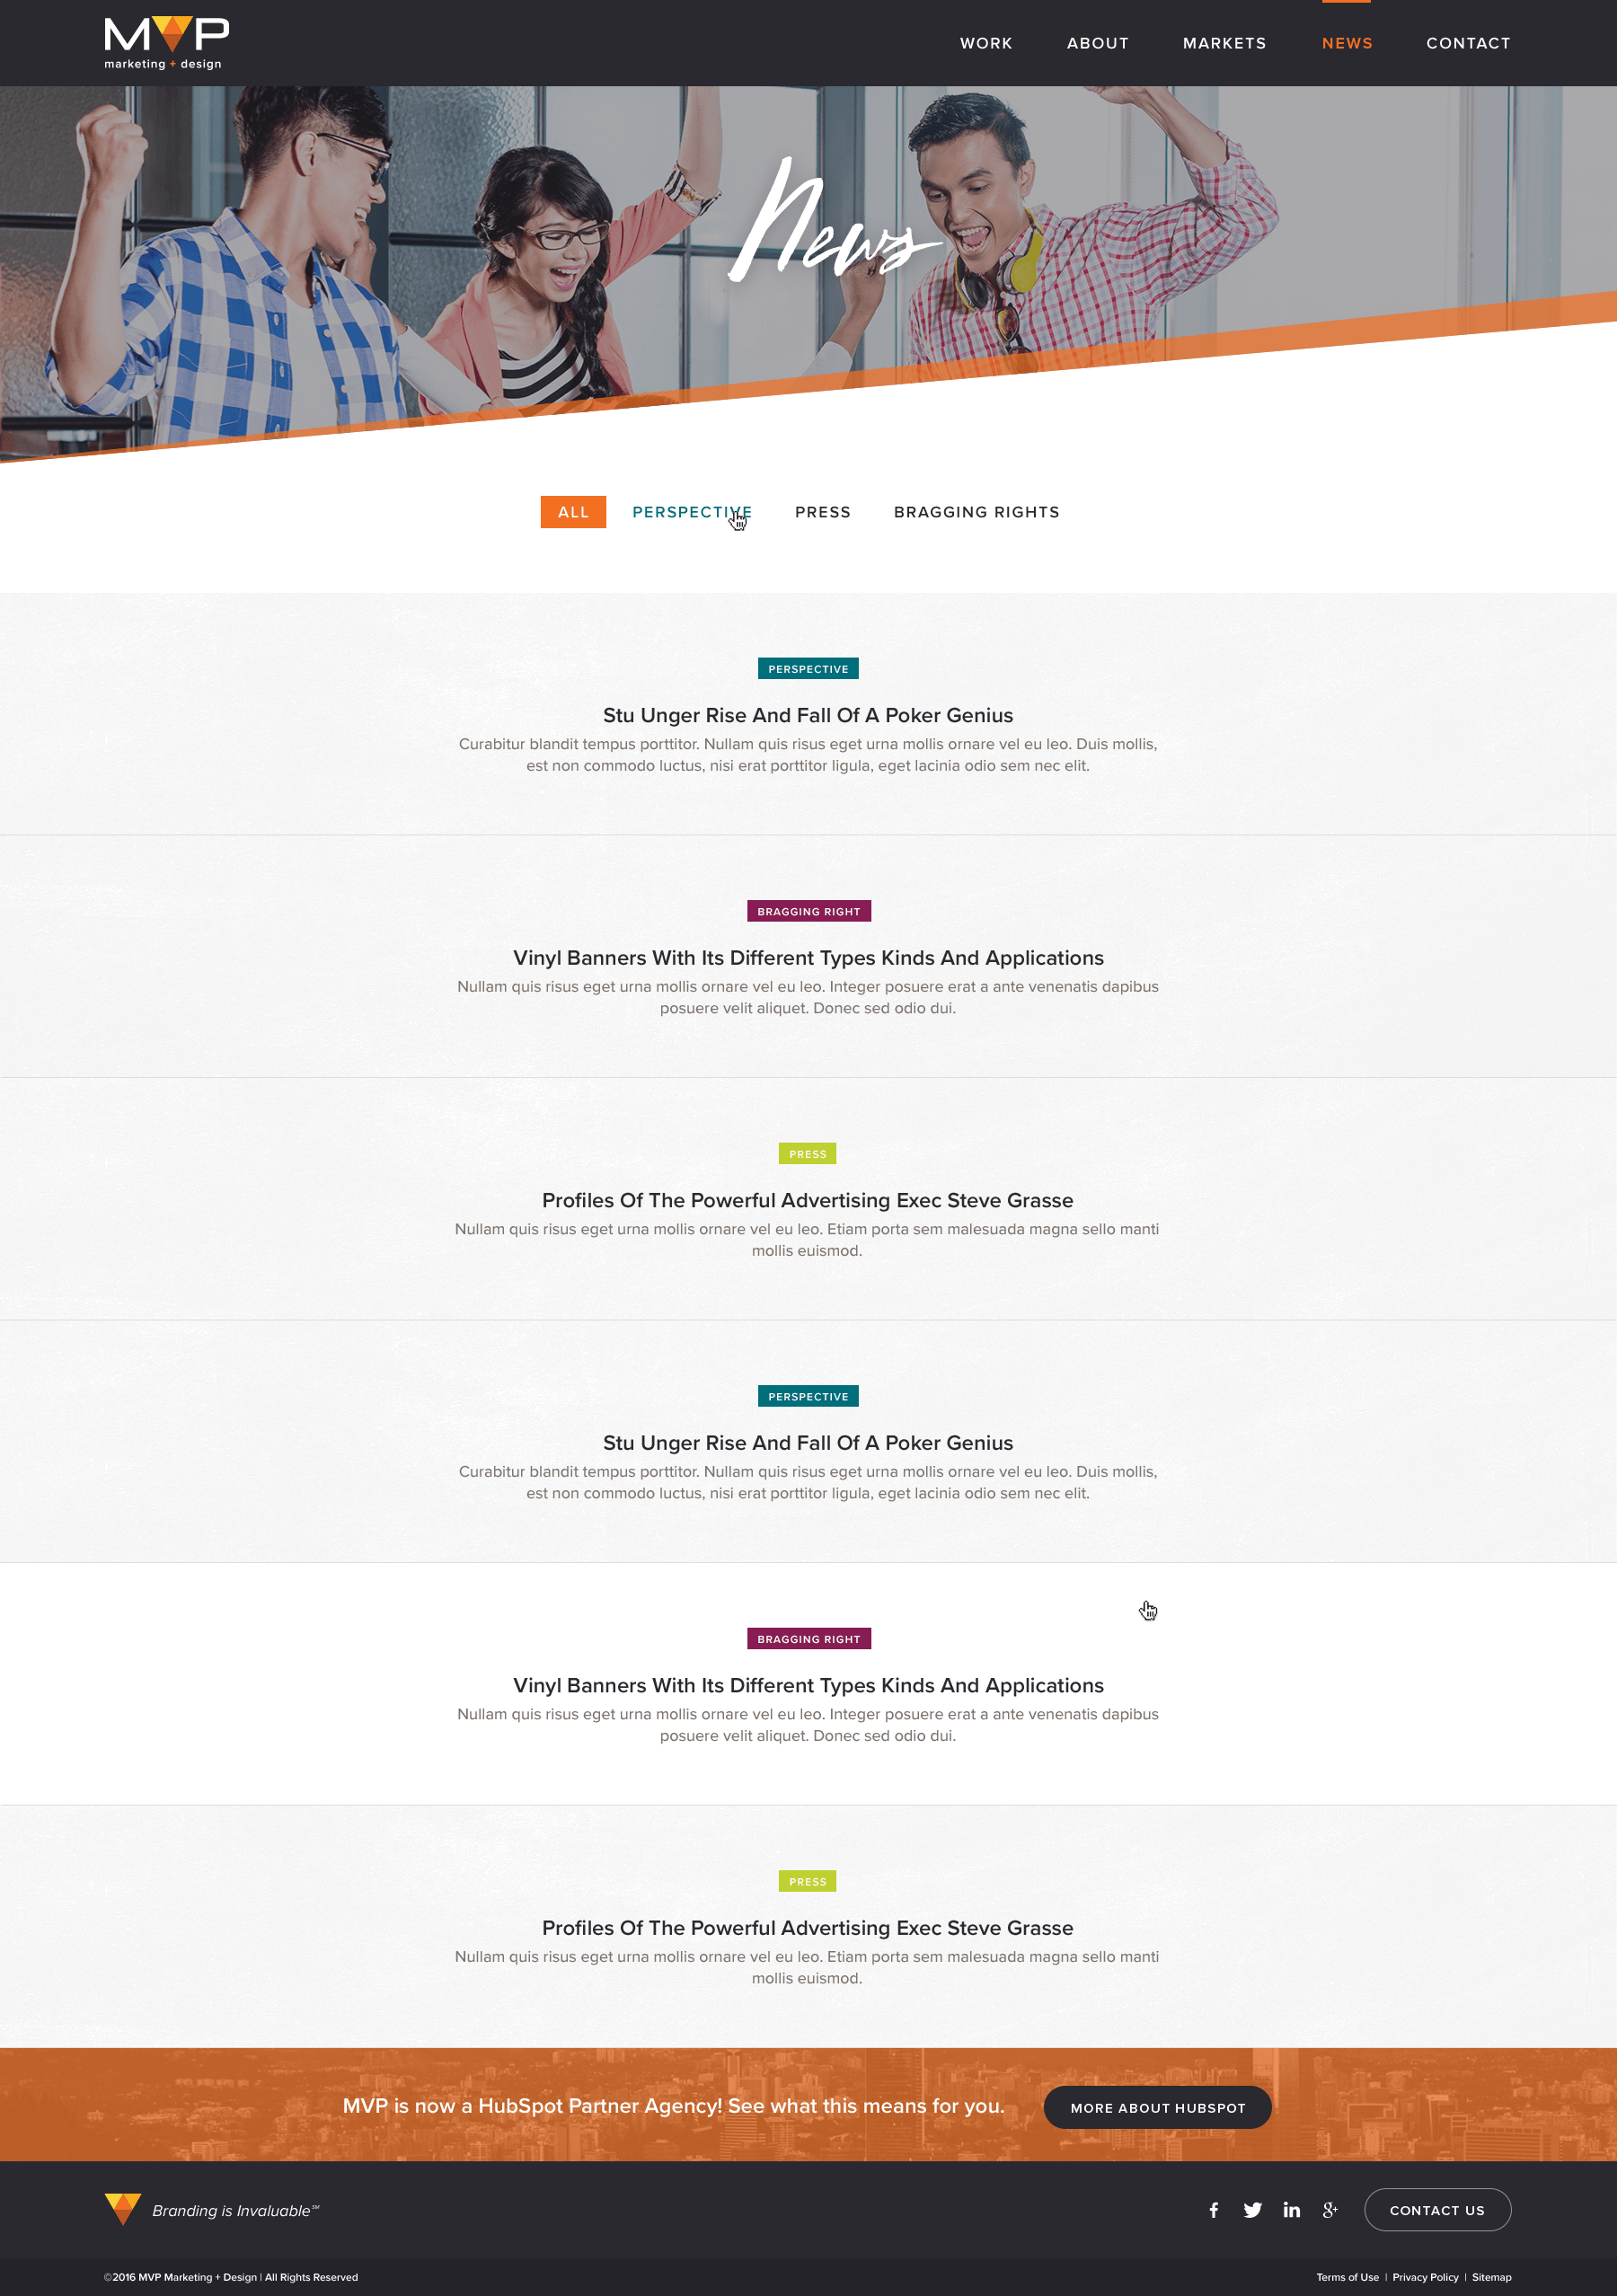 MVP
marketing + design
WORK ABOUT MARKETS NEWS CONTACT
News
ALL PERSPECTIVE PRESS BRAGGING RIGHTS
PERSPECTIVE
Stu Unger Rise And Fall Of A Poker Genius
Curabitur blandit tempus porttitor. Nullam quis risus eget urna mollis ornare vel eu leo. Duis mollis,
est non commodo luctus, nisi erat porttitor ligula, eget lacinia odio sem nec elit.
BRAGGING RIGHT
Vinyl Banners With Its Different Types Kinds And Applications
Nullam quis risus eget urna mollis ornare vel eu leo. Integer posuere erat a ante venenatis dapibus
posuere velit aliquet. Donec sed odio dui.
PRESS
Profiles Of The Powerful Advertising Exec Steve Grasse
Nullam quis risus eget urna mollis ornare vel eu leo. Etiam porta sem malesuada magna sello manti
mollis euismod.
PERSPECTIVE
Stu Unger Rise And Fall Of A Poker Genius
Curabitur blandit tempus porttitor. Nullam quis risus eget urna mollis ornare vel eu leo. Duis mollis,
est non commodo luctus, nisi erat porttitor ligula, eget lacinia odio sem nec elit.
BRAGGING RIGHT
Vinyl Banners With Its Different Types Kinds And Applications
Nullam quis risus eget urna mollis ornare vel eu leo. Integer posuere erat a ante venenatis dapibus
posuere velit aliquet. Donec sed odio dui.
PRESS
Profiles Of The Powerful Advertising Exec Steve Grasse
Nullam quis risus eget urna mollis ornare vel eu leo. Etiam porta sem malesuada magna sello manti
mollis euismod.
MVP is now a HubSpot Partner Agency! See what this means for you. MORE ABOUT HUBSPOT
Branding is Invaluable℠ CONTACT US
©2016 MVP Marketing + Design | All Rights Reserved Terms of Use | Privacy Policy | Sitemap